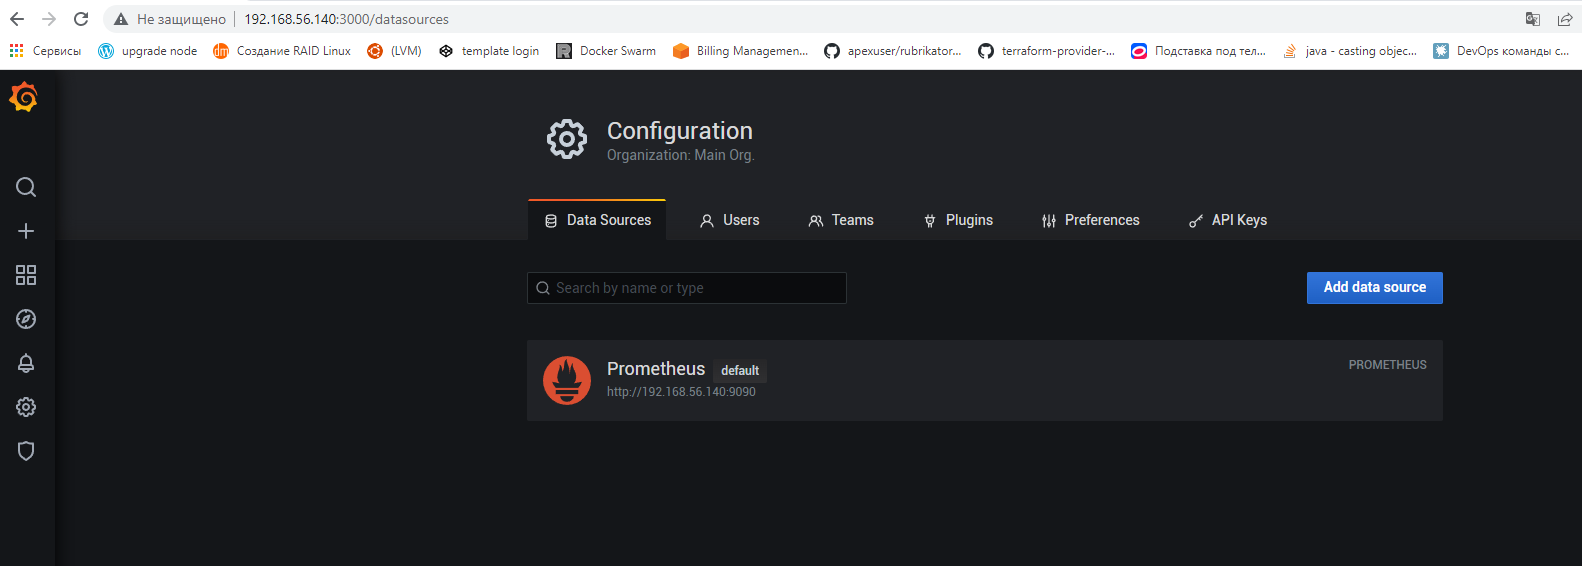 Не защищено 192.168.56.140:3000/datasources
Сервисы upgrade node Создание RAID Linux (LVM) template login Docker Swarm Billing Managemen... apexuser/rubrikator... terraform-provider-... Подставка под тел... java - casting objec... DevOps команды с...
Configuration
Organization: Main Org.
Data Sources Users Teams Plugins Preferences API Keys
Search by name or type Add data source
Prometheus default PROMETHEUS
http://192.168.56.140:9090